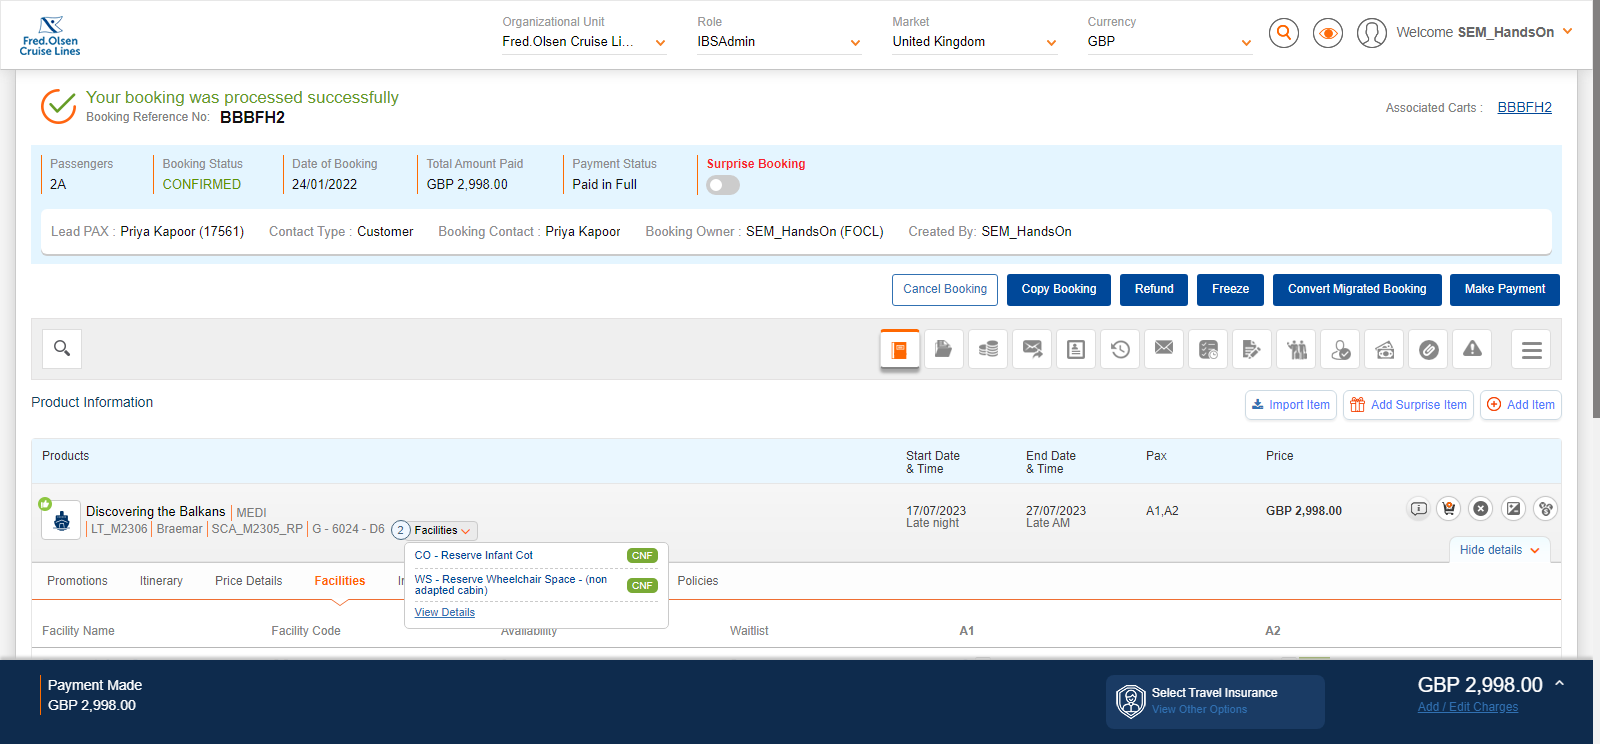 Fred.Olsen
Cruise Lines
Organizational Unit
Fred.Olsen Cruise Li...
Role
IBSAdmin
Market
United Kingdom
Currency
GBP
Welcome SEM_HandsOn
Your booking was processed successfully
Booking Reference No: BBBFH2
Associated Carts : BBBFH2
Passengers
2A
Booking Status
CONFIRMED
Date of Booking
24/01/2022
Total Amount Paid
GBP 2,998.00
Payment Status
Paid in Full
Surprise Booking
Lead PAX : Priya Kapoor (17561) Contact Type : Customer Booking Contact : Priya Kapoor Booking Owner : SEM_HandsOn (FOCL) Created By: SEM_HandsOn
Cancel Booking Copy Booking Refund Freeze Convert Migrated Booking Make Payment
Product Information
Import Item Add Surprise Item Add Item
Products
Start Date
& Time
End Date
& Time
Pax
Price
Discovering the Balkans MEDI
LT_M2306 Braemar SCA_M2305_RP G - 6024 - D6 2 Facilities
17/07/2023
Late night
27/07/2023
Late AM
A1,A2
GBP 2,998.00
Hide details
CO - Reserve Infant Cot CNF
WS - Reserve Wheelchair Space - (non
adapted cabin) CNF
View Details
Promotions Itinerary Price Details Facilities Policies
Facility Name Facility Code Availability Waitlist A1 A2
Payment Made
GBP 2,998.00
Select Travel Insurance
View Other Options
GBP 2,998.00
Add / Edit Charges